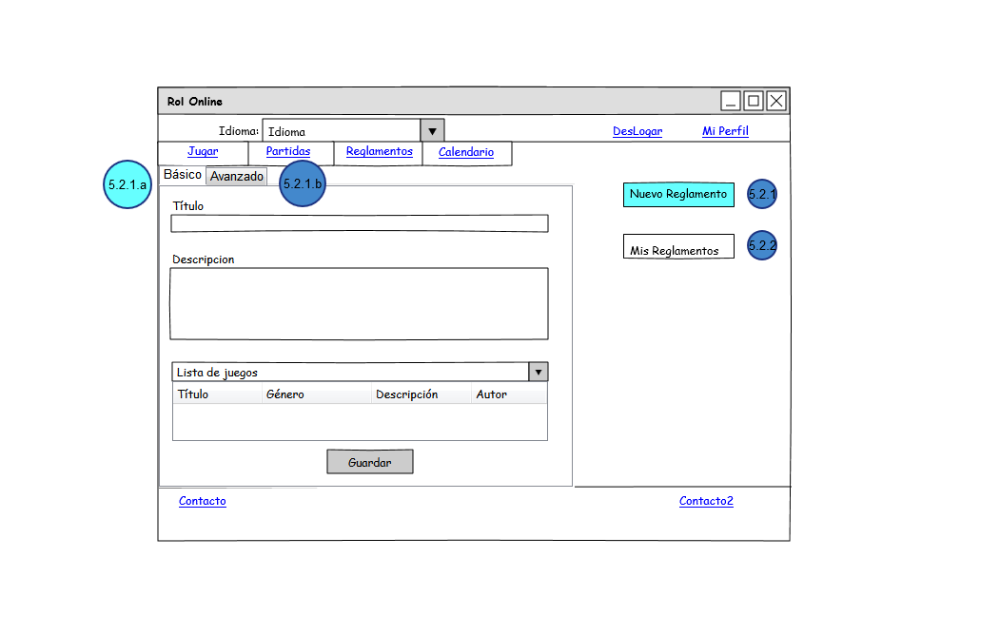 Rol Online
Idioma: Idioma
DesLogar Mi Perfil
Jugar Partidas Reglamentos Calendario
5.2.1.a Básico Avanzado 5.2.1.b
Nuevo Reglamento 5.2.1
Título
Mis Reglamentos 5.2.2
Descripcion
Lista de juegos
Título Género Descripción Autor
Guardar
Contacto Contacto2